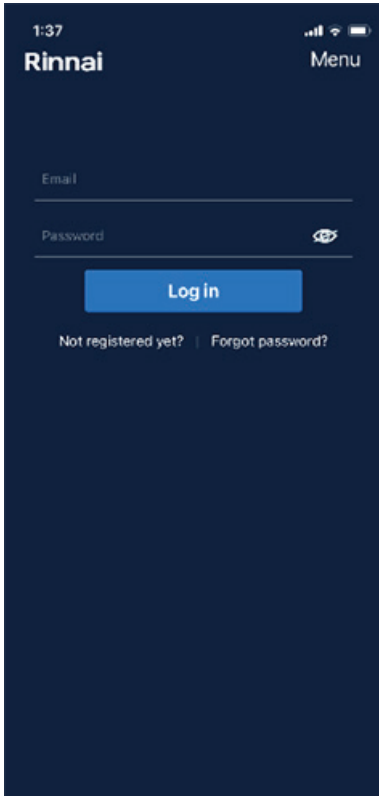 1:37
Rinnai Menu
Email
Password
Log in
Not registered yet? | Forgot password?